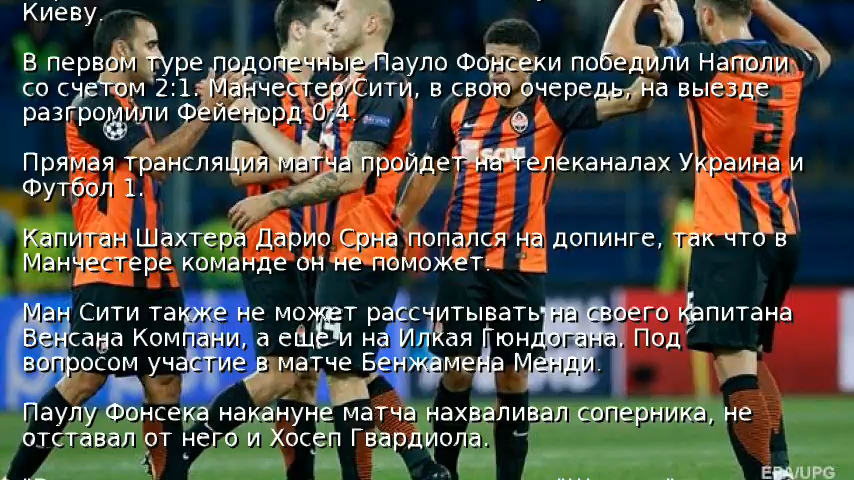 Киеву.
В первом туре подопечные Пауло Фонсеки победили Наполи
со счетом 2:1. Манчестер Сити, в свою очередь, на выезде
разгромили Фейенорд 0:4.
Прямая трансляция матча пройдет на телеканалах Украина и
Футбол 1.
Капитан Шахтера Дарио Срна попался на допинге, так что в
Манчестере команде он не поможет.
Ман Сити также не может рассчитывать на своего капитана
Венсана Компани, а еще и на Илкая Гюндогана. Под
вопросом участие в матче Бенжамена Менди.
Паулу Фонсека накануне матча нахваливал соперника, не
отставал от него и Хосеп Гвардиола.
SCM
5
EPA/UPG